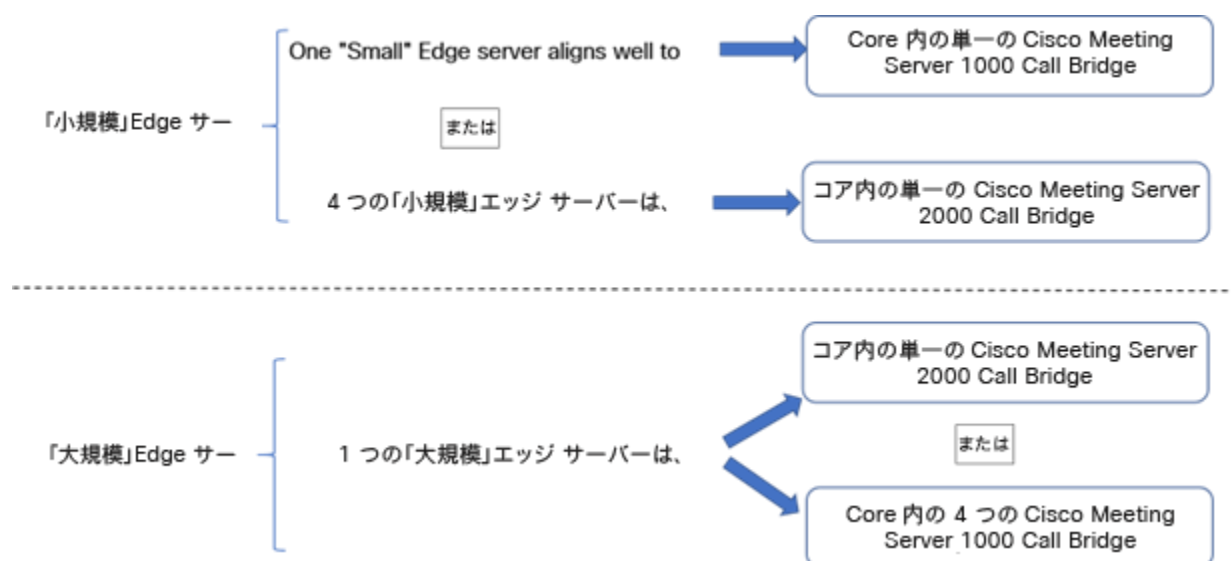 One "Small" Edge server aligns well to
Core 内の単一の Cisco Meeting
Server 1000 Call Bridge
「小規模」Edge サー
または
4 つの「小規模」エッジ サーバーは、
コア内の単一の Cisco Meeting Server
2000 Call Bridge
コア内の単一の Cisco Meeting Server
2000 Call Bridge
「大規模」Edge サー
1 つの「大規模」エッジ サーバーは、
または
Core 内の 4 つの Cisco Meeting
Server 1000 Call Bridge